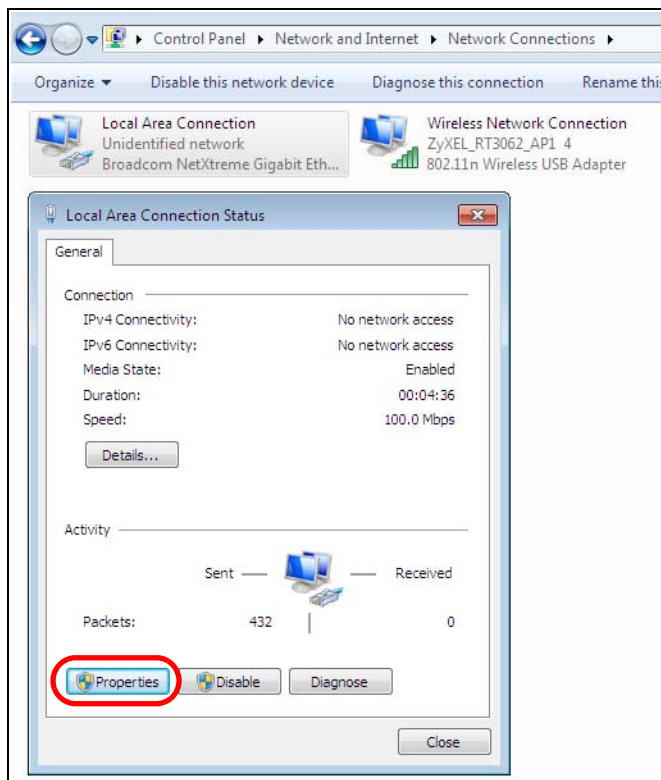 Control Panel Network and Internet Network Connections
Organize Disable this network device Diagnose this connection Rename this
Local Area Connection
Unidentified network
Broadcom NetXtreme Gigabit Eth...
Wireless Network Connection
ZyXEL_RT3062_AP1 4
802.11n Wireless USB Adapter
Local Area Connection Status
General
Connection
IPv4 Connectivity: No network access
IPv6 Connectivity: No network access
Media State: Enabled
Duration: 00:04:36
Speed: 100.0 Mbps
Details...
Activity
Sent Received
Packets: 432 0
Properties Disable Diagnose
Close